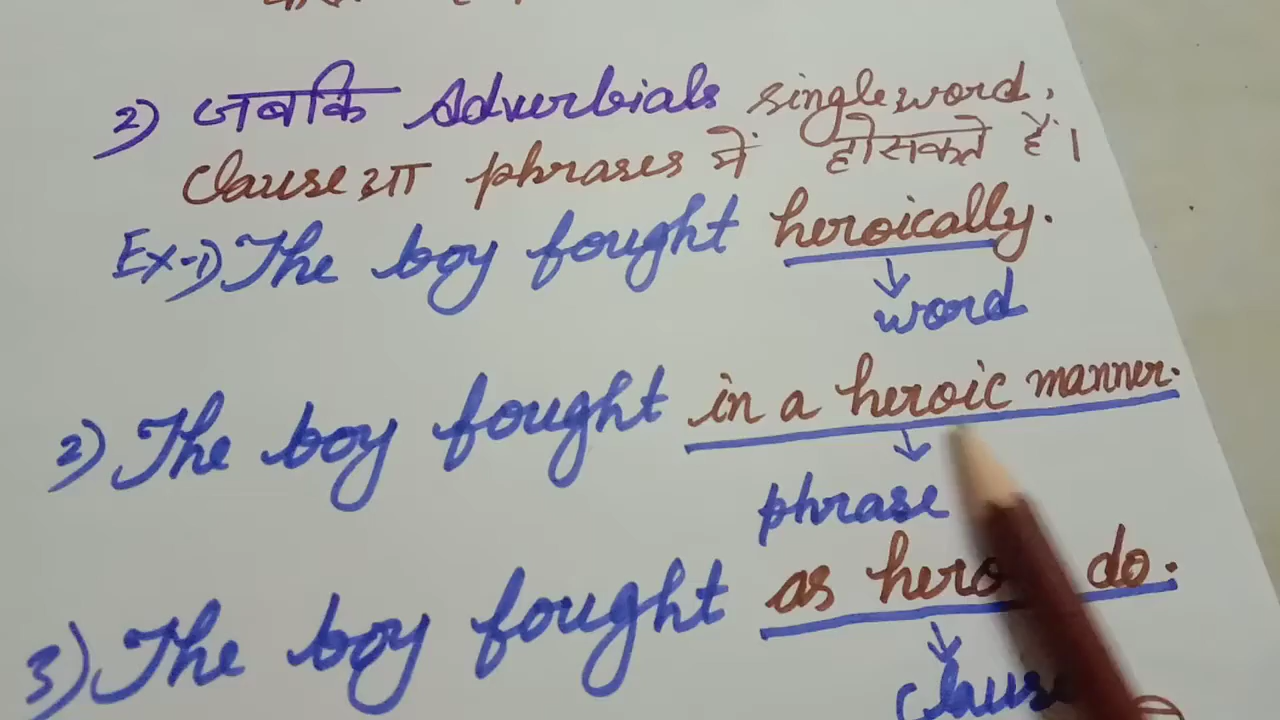 2) जबकि Adverbials single word,
clause या phrases में हो सकते हैं।
Ex-1) The boy fought heroically.
word
2) The boy fought in a heroic manner.
phrase
3) The boy fought as do.